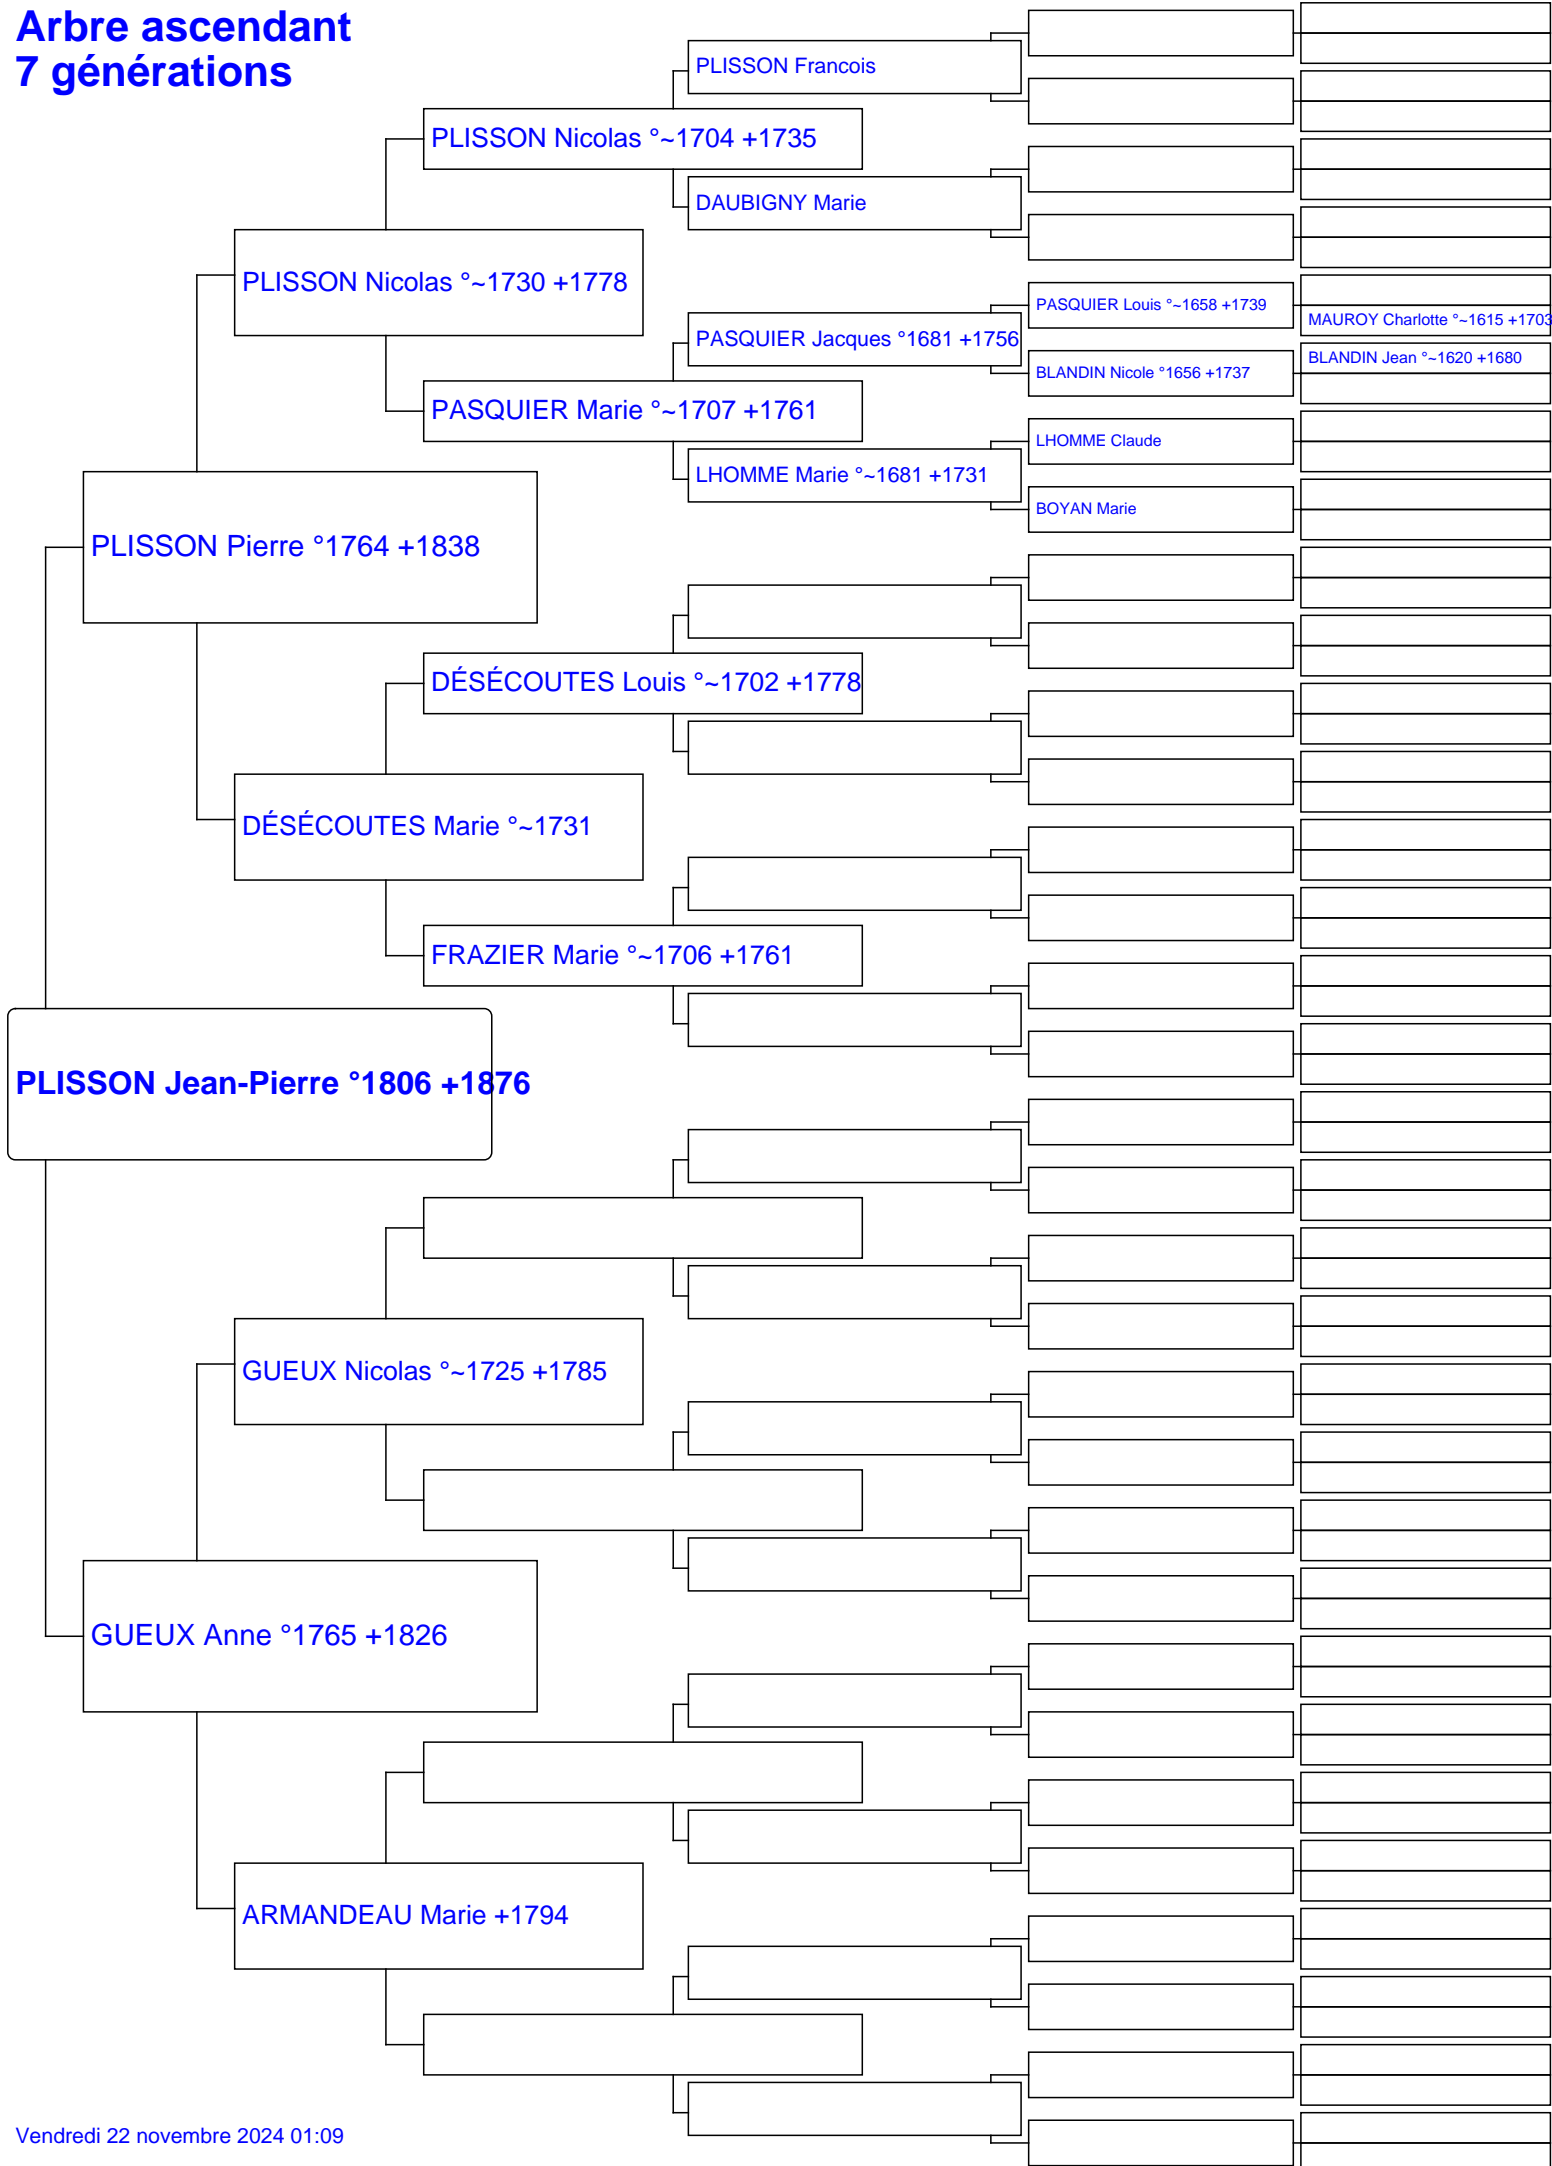 Arbre ascendant
7 générations
PLISSON Francois
PLISSON Nicolas °~1704 +1735
DAUBIGNY Marie
PLISSON Nicolas °~1730 +1778
PASQUIER Louis °~1658 +1739
MAUROY Charlotte °~1615 +1703
PASQUIER Jacques °1681 +1756
BLANDIN Jean °~1620 +1680
BLANDIN Nicole °1656 +1737
PASQUIER Marie °~1707 +1761
LHOMME Claude
LHOMME Marie °~1681 +1731
BOYAN Marie
PLISSON Pierre °1764 +1838
DÉSÉCOUTES Louis °~1702 +1778
DÉSÉCOUTES Marie °~1731
FRAZIER Marie °~1706 +1761
PLISSON Jean-Pierre °1806 +1876
GUEUX Nicolas °~1725 +1785
GUEUX Anne °1765 +1826
ARMANDEAU Marie +1794
Vendredi 22 novembre 2024 01:09